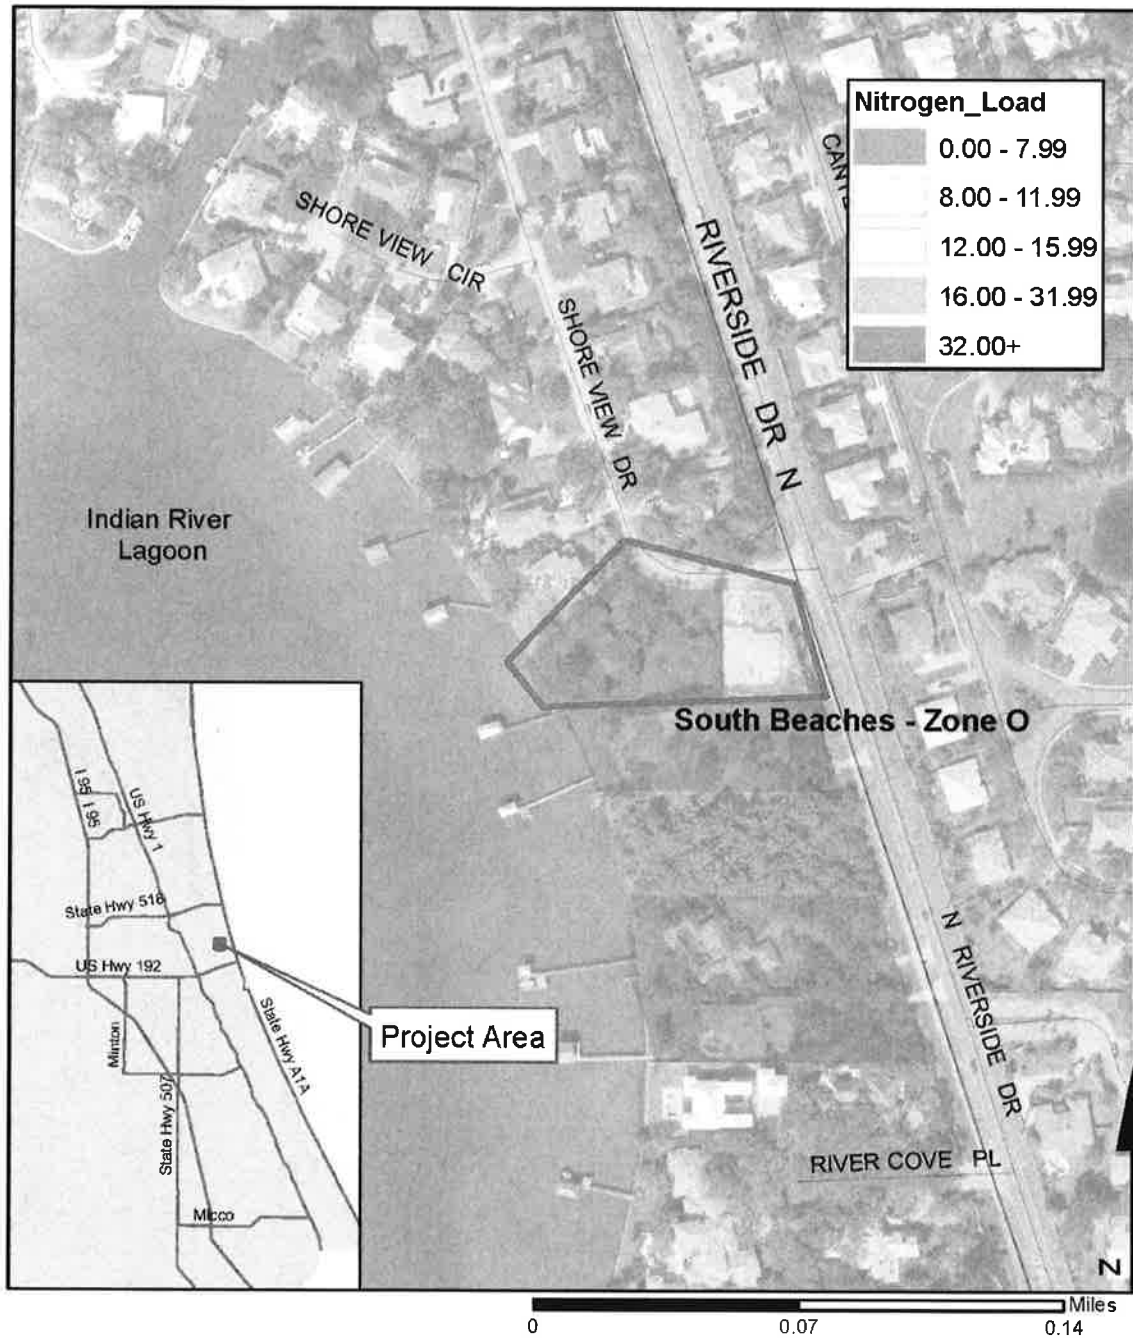 Nitrogen_Load
0.00 - 7.99
8.00 - 11.99
12.00 - 15.99
16.00 - 31.99
32.00+
SHORE VIEW CIR
SHORE VIEW DR
RIVERSIDE DR N
Indian River
Lagoon
South Beaches - Zone O
I 95
I 95
US Hwy 1
State Hwy 518
US Hwy 192
Minton
State Hwy 507
State Hwy A1A
Micco
Project Area
N RIVERSIDE DR
RIVER COVE PL
N
Miles
0
0.07
0.14